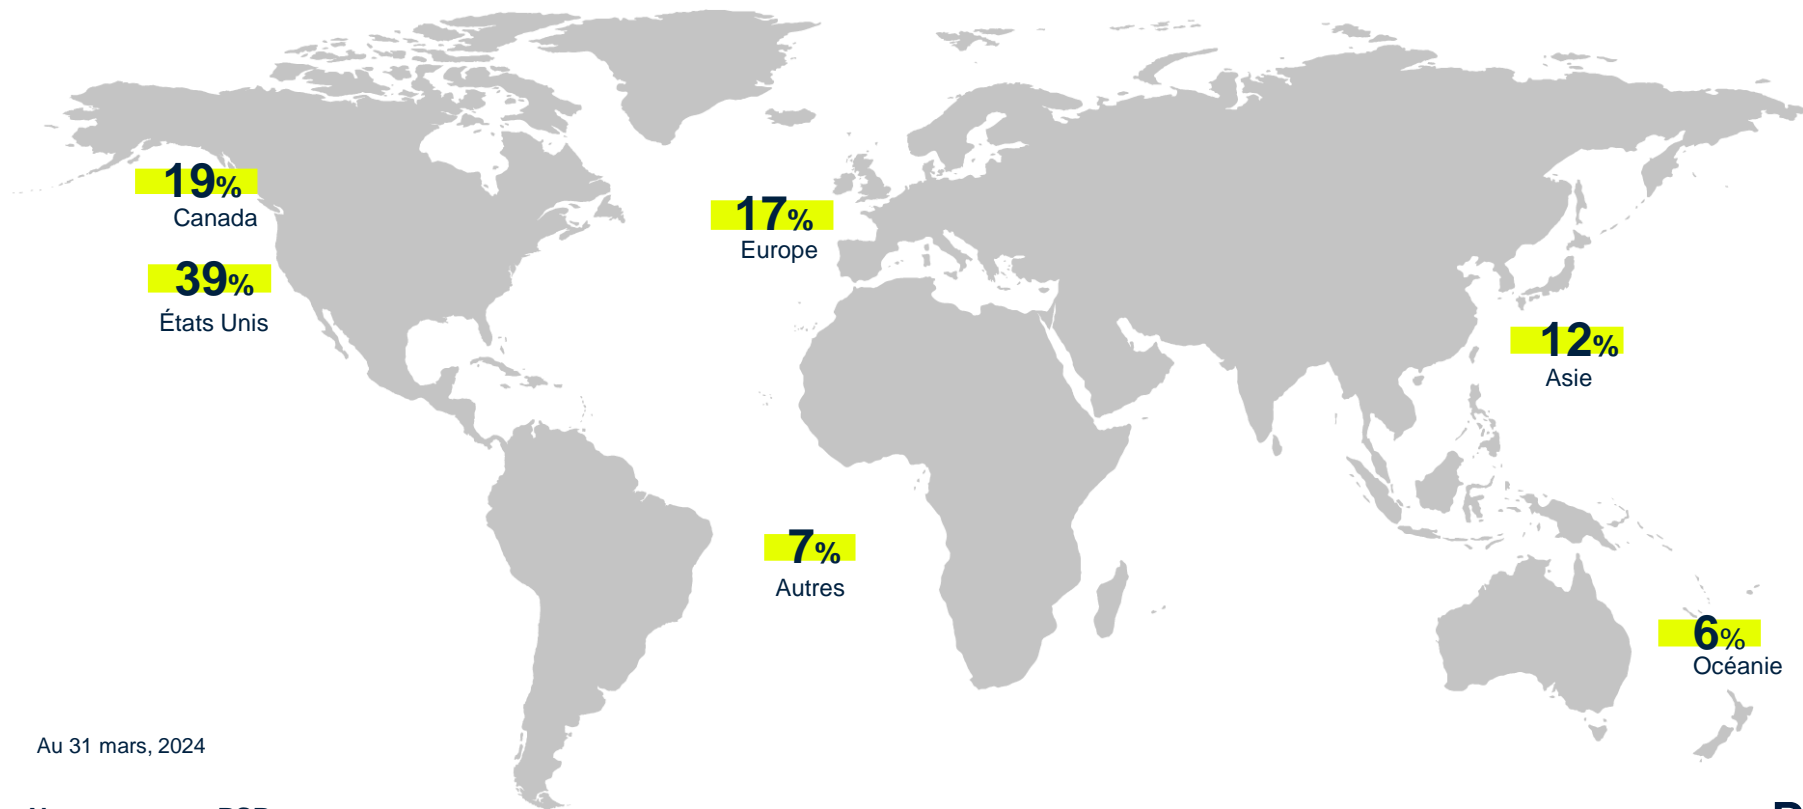 19%
Canada
17%
Europe
39%
États Unis
12%
Asie
7%
Autres
6%
Océanie
Au 31 mars, 2024